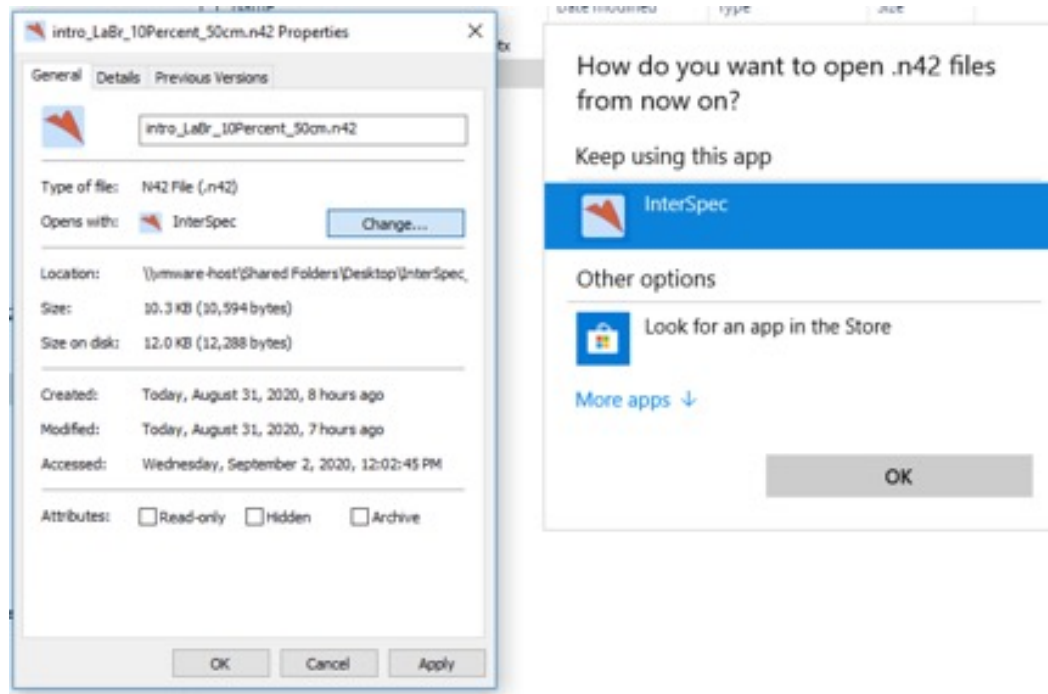 Name
Date modified
Type
Size
intro_LaBr_10Percent_50cm.n42 Properties
General
Details
Previous Versions
intro_LaBr_10Percent_50cm.n42
Type of file: N42 File (.n42)
Opens with: InterSpec
Change...
Location: \\vmware-host\Shared Folders\Desktop\InterSpec_
Size: 10.3 KB (10,594 bytes)
Size on disk: 12.0 KB (12,288 bytes)
Created: Today, August 31, 2020, 8 hours ago
Modified: Today, August 31, 2020, 7 hours ago
Accessed: Wednesday, September 2, 2020, 12:02:45 PM
Attributes: Read-only Hidden Archive
OK Cancel Apply
tx
How do you want to open .n42 files
from now on?
Keep using this app
InterSpec
Other options
Look for an app in the Store
More apps
OK